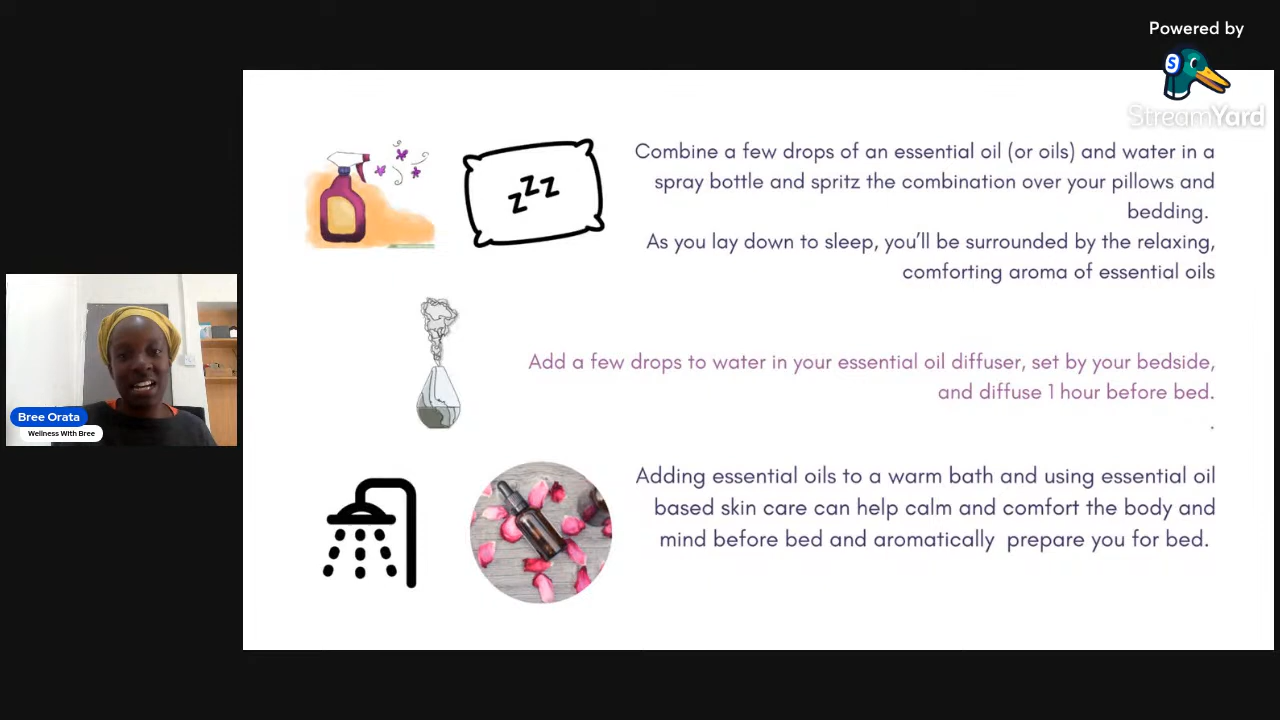 Powered by
S
StreamYard
zzz
Combine a few drops of an essential oil (or oils) and water in a
spray bottle and spritz the combination over your pillows and
bedding.
As you lay down to sleep, you’ll be surrounded by the relaxing,
comforting aroma of essential oils
Add a few drops to water in your essential oil diffuser, set by your bedside,
and diffuse 1 hour before bed.
.
Adding essential oils to a warm bath and using essential oil
based skin care can help calm and comfort the body and
mind before bed and aromatically prepare you for bed.
Bree Orata
Wellness With Bree